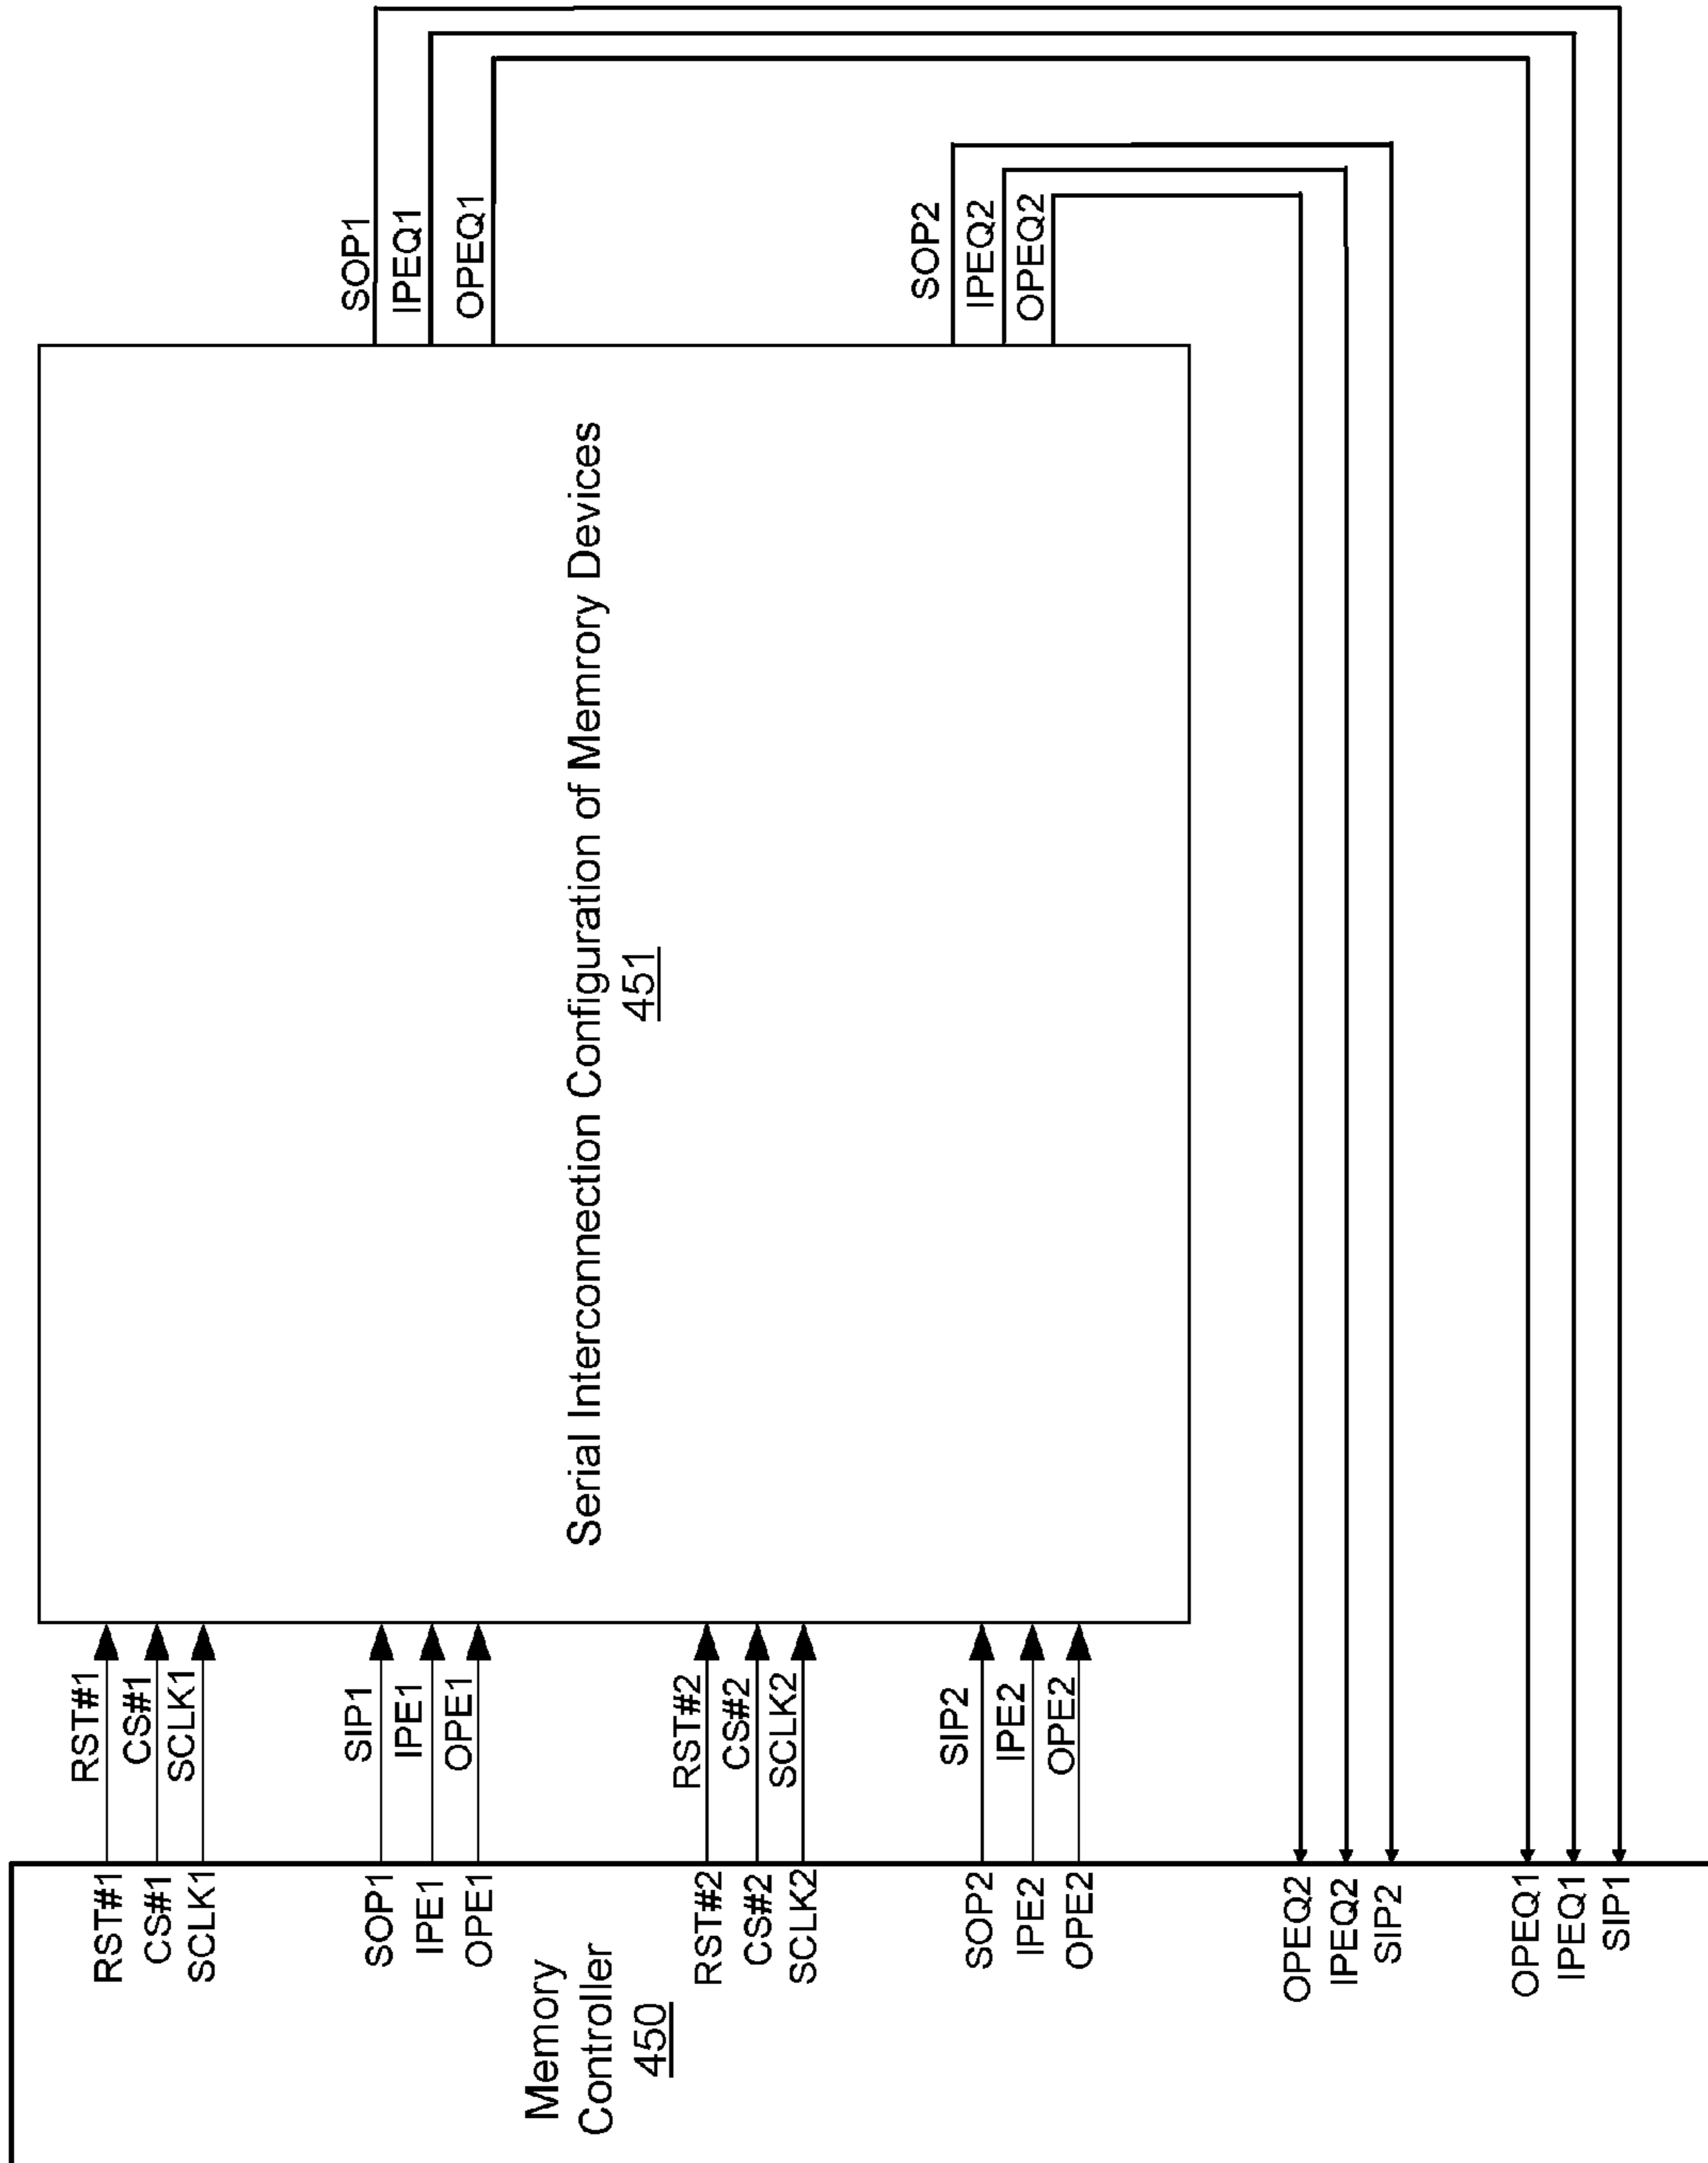 RST#1
CS#1
SCLK1
SOP1
IPE1
OPE1
Memory
Controller
450
RST#2
CS#2
SCLK2
SOP2
IPE2
OPE2
OPEQ2
IPEQ2
SIP2
OPEQ1
IPEQ1
SIP1
RST#1
CS#1
SCLK1
SIP1
IPE1
OPE1
RST#2
CS#2
SCLK2
SIP2
IPE2
OPE2
Serial Interconnection Configuration of Memrory Devices
451
SOP1
IPEQ1
OPEQ1
SOP2
IPEQ2
OPEQ2